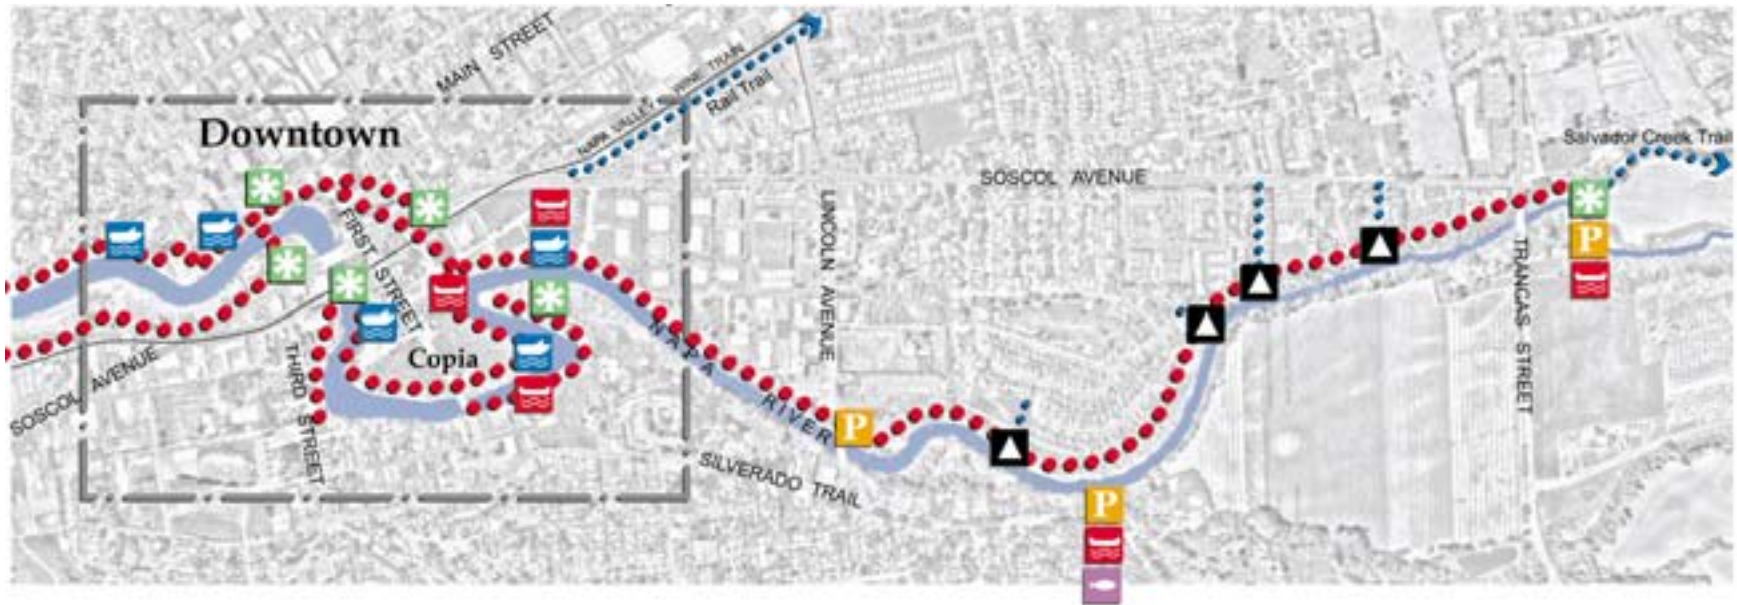 MAIN STREET
NAPA VALLEY WINE TRAIN
Rail Trail
Downtown
Salvador Creek Trail
SOSCOL AVENUE
FIRST STREET
LINCOLN AVENUE
TRANCAS STREET
NAPA RIVER
Copia
SOSCOL AVENUE
THIRD STREET
P
P
SILVERADO TRAIL
P